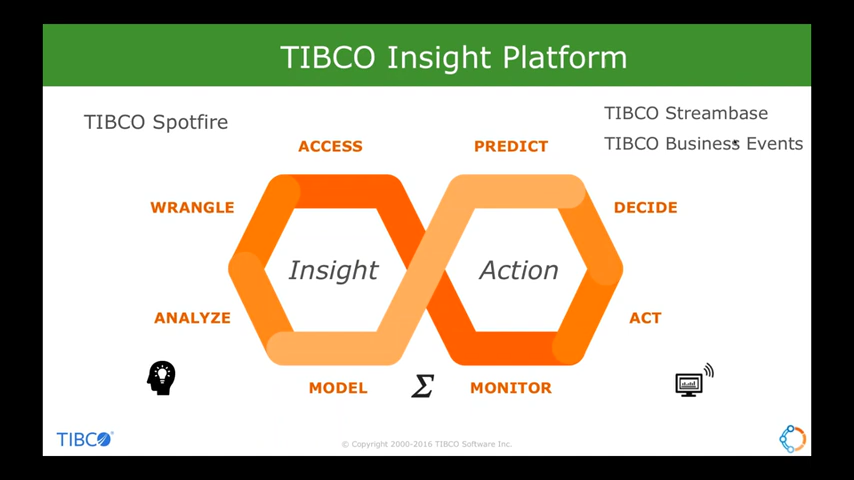 TIBCO Insight Platform
TIBCO Spotfire
TIBCO Streambase
TIBCO Business Events
ACCESS
PREDICT
WRANGLE
DECIDE
Insight
Action
ANALYZE
ACT
MODEL
Σ
MONITOR
TIBCO®
© Copyright 2000-2016 TIBCO Software Inc.